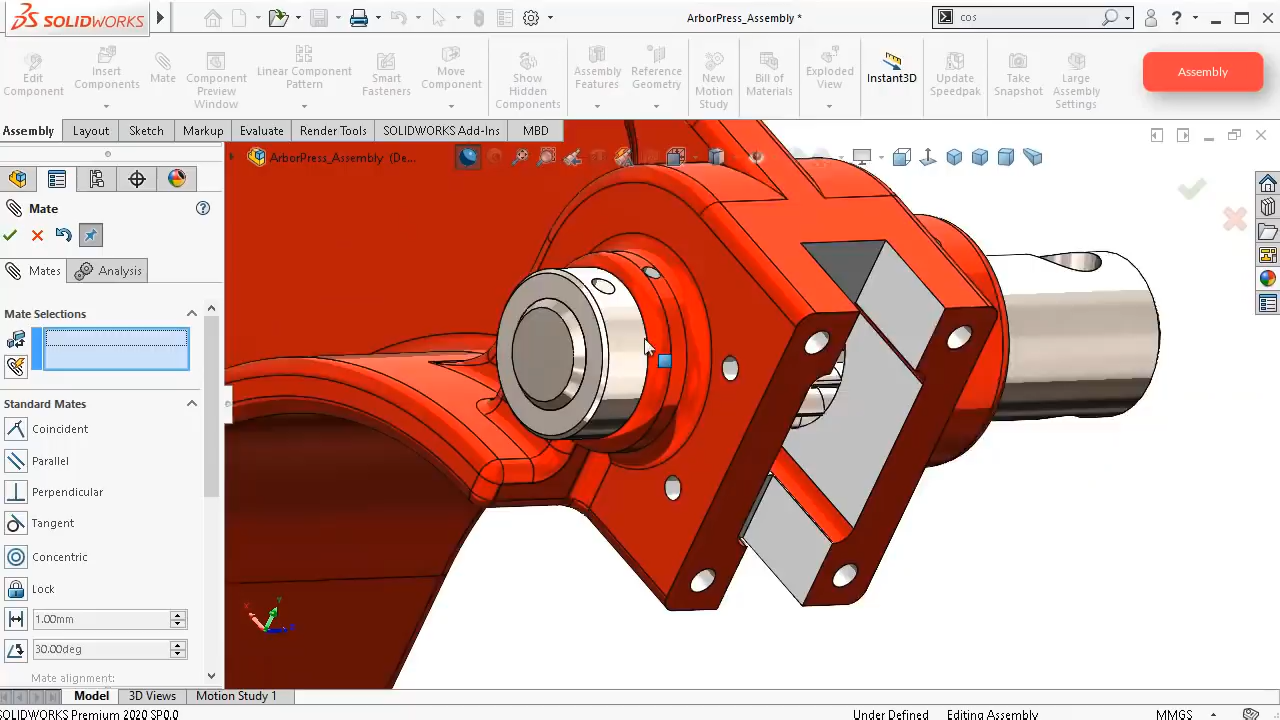 SOLIDWORKS
ArborPress_Assembly *
cos
Edit Component
Insert Components
Mate
Component Preview Window
Linear Component Pattern
Smart Fasteners
Move Component
Show Hidden Components
Assembly Features
Reference Geometry
New Motion Study
Bill of Materials
Exploded View
Instant3D
Update Speedpak
Take Snapshot
Large Assembly Settings
Assembly
Assembly
Layout
Sketch
Markup
Evaluate
Render Tools
SOLIDWORKS Add-Ins
MBD
ArborPress_Assembly (De...
Mate
Mates
Analysis
Mate Selections
Standard Mates
Coincident
Parallel
Perpendicular
Tangent
Concentric
Lock
1.00mm
30.00deg
Mate alignment:
Model
3D Views
Motion Study 1
SOLIDWORKS Premium 2020 SP0.0
Under Defined
Editing Assembly
MMGS